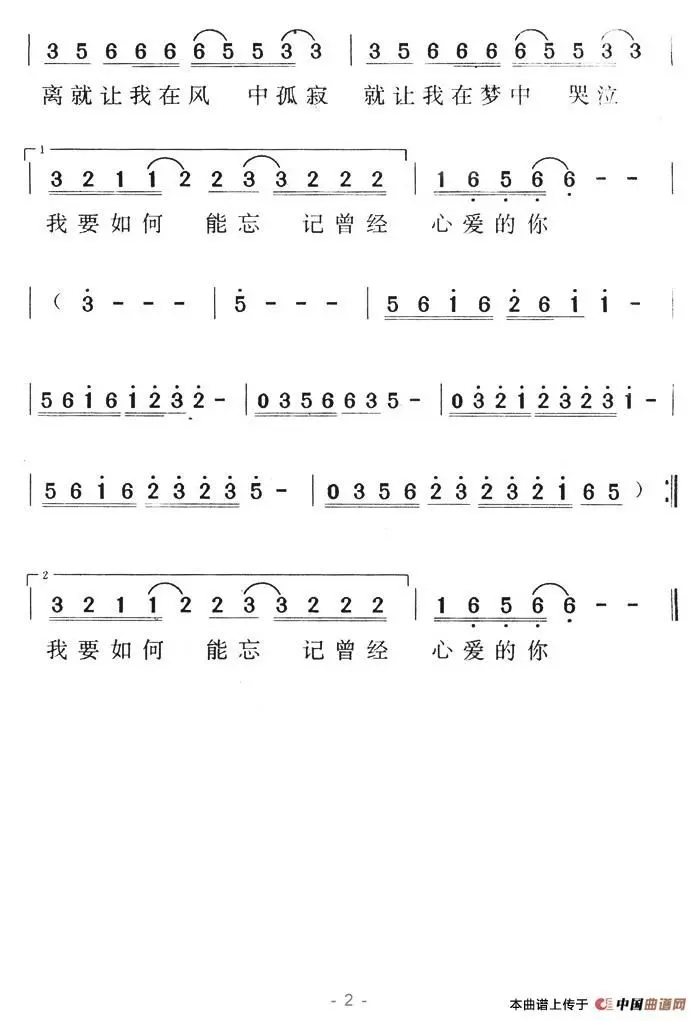 3 5 6 6 6 6 5 5 3 3 3 5 6 6 6 6 5 5 3 3
离就让我在风 中孤寂 就让我在梦中 哭泣
1
3 2 1 1 2 2 3 3 2 2 2 1 6 5 6 6 - -
我要如何 能忘 记曾经 心爱的你
( 3 - - - 5 - - - 5 6 1 6 2 6 1 1 -
5 6 1 6 1 2 3 2 - 0 3 5 6 6 3 5 - 0 3 2 1 2 3 2 3 1 -
5 6 1 6 2 3 2 3 5 - 0 3 5 6 2 3 2 3 2 1 6 5 )
2
3 2 1 1 2 2 3 3 2 2 2 1 6 5 6 6 - -
我要如何 能忘 记曾经 心爱的你
- 2 -
本曲谱上传于 中国曲谱网